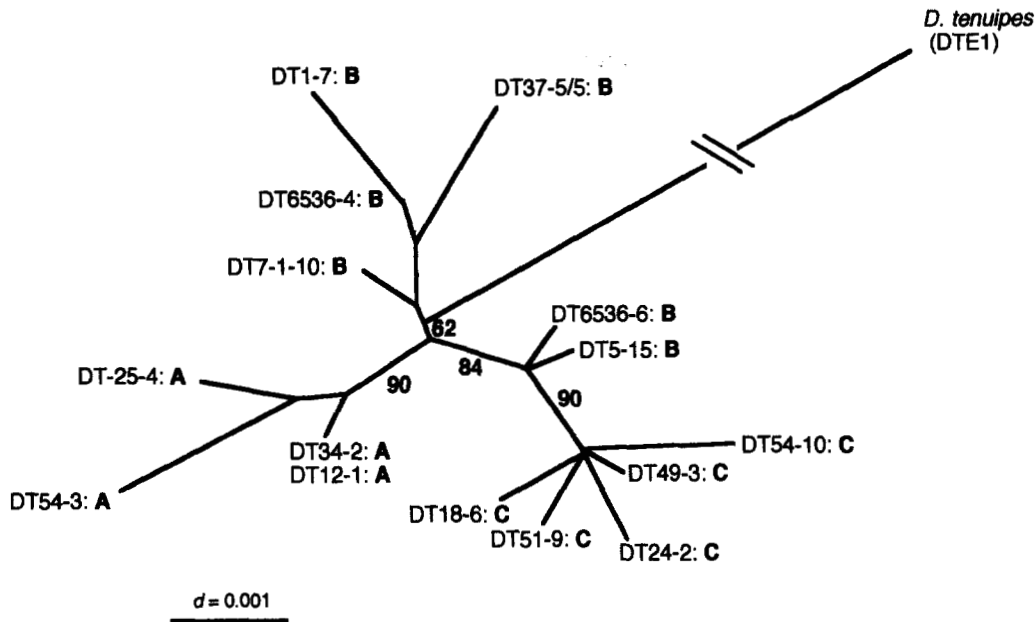 D. tenuipes
(DTE1)
DT1-7: B
DT37-5/5: B
DT6536-4: B
DT7-1-10: B
DT6536-6: B
62
DT5-15: B
84
DT-25-4: A
90
90
DT34-2: A
DT54-10: C
DT12-1: A
DT49-3: C
DT54-3: A
DT18-6: C
DT51-9: C
DT24-2: C
d = 0.001